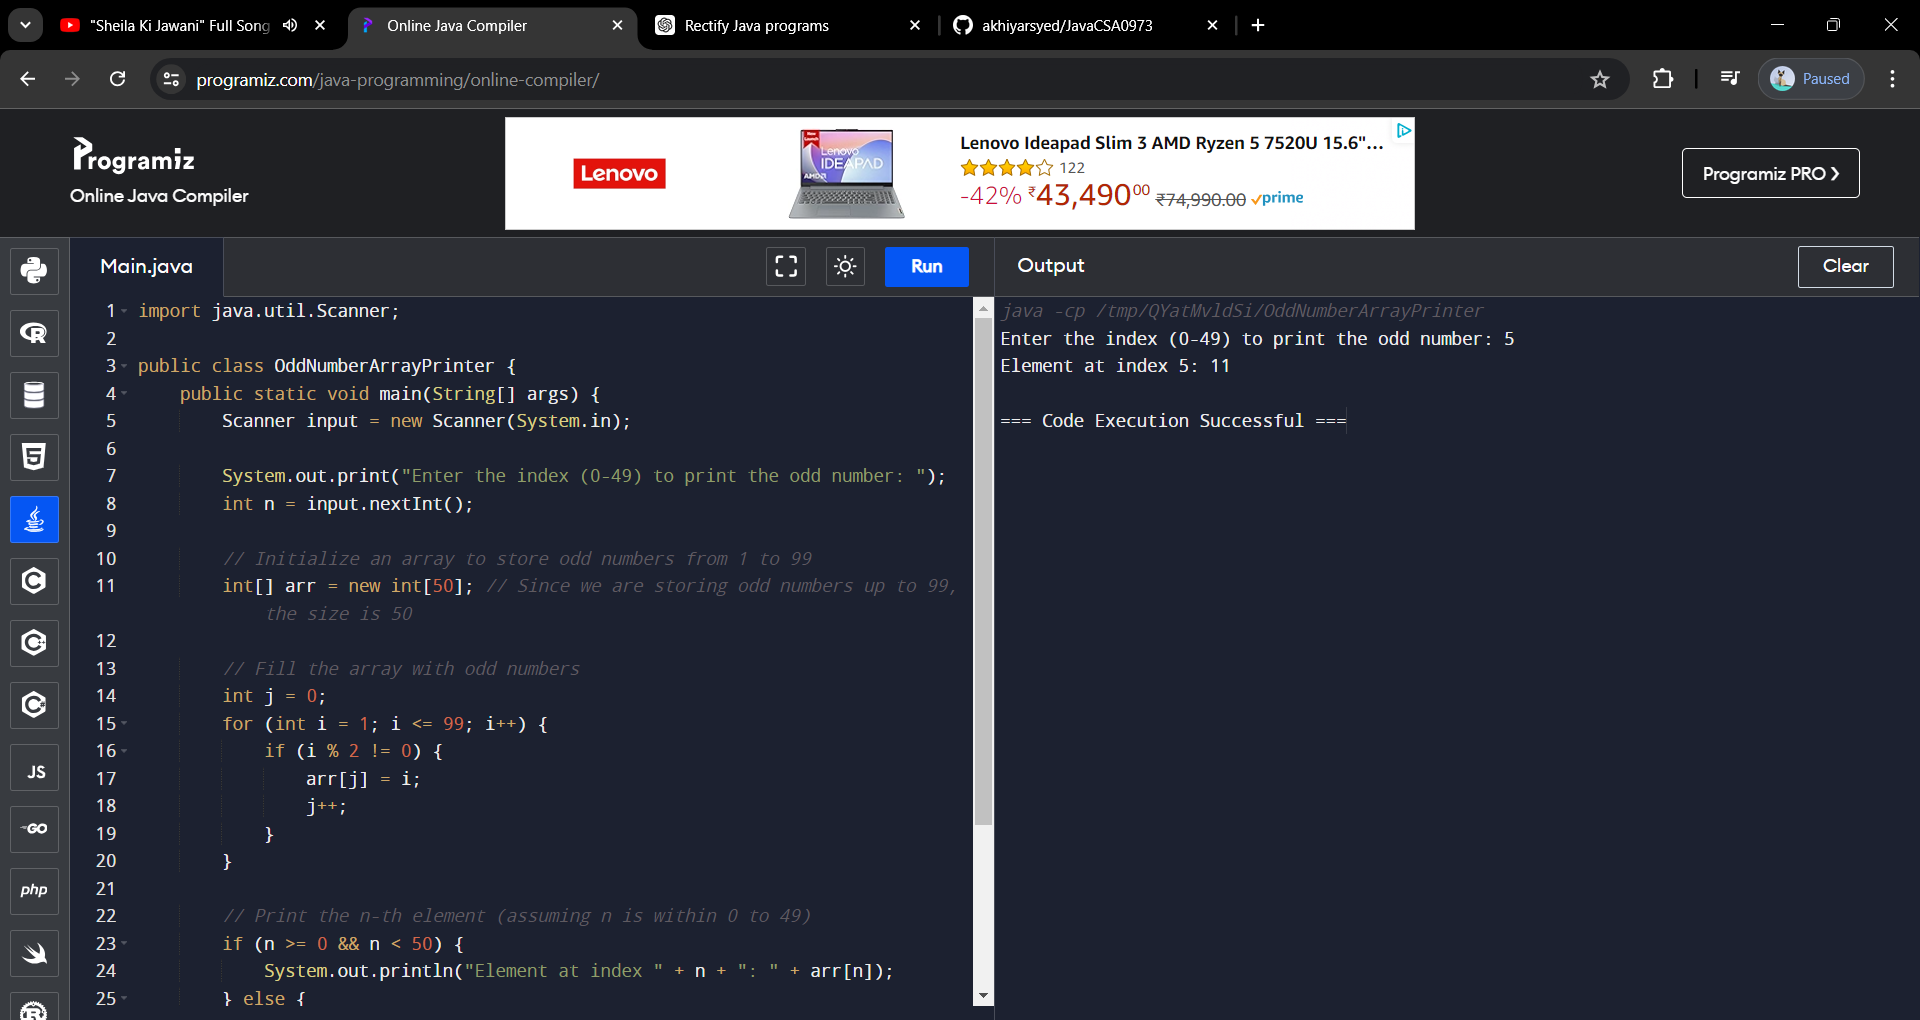 "Sheila Ki Jawani" Full Song
Online Java Compiler
Rectify Java programs
akhiyarsyed/JavaCSA0973
programiz.com/java-programming/online-compiler/
Paused
Programiz
Online Java Compiler
Lenovo
New Launch
Lenovo
IDEAPAD
AMD
Lenovo Ideapad Slim 3 AMD Ryzen 5 7520U 15.6"...
122
-42% ₹43,490⁰⁰ ₹74,990.00 prime
Programiz PRO ❯
Main.java
Run
Output
Clear
1 import java.util.Scanner;
2
3 public class OddNumberArrayPrinter {
4 public static void main(String[] args) {
5 Scanner input = new Scanner(System.in);
6
7 System.out.print("Enter the index (0-49) to print the odd number: ");
8 int n = input.nextInt();
9
10 // Initialize an array to store odd numbers from 1 to 99
11 int[] arr = new int[50]; // Since we are storing odd numbers up to 99,
the size is 50
12
13 // Fill the array with odd numbers
14 int j = 0;
15 for (int i = 1; i <= 99; i++) {
16 if (i % 2 != 0) {
17 arr[j] = i;
18 j++;
19 }
20 }
21
22 // Print the n-th element (assuming n is within 0 to 49)
23 if (n >= 0 && n < 50) {
24 System.out.println("Element at index " + n + ": " + arr[n]);
25 } else {
java -cp /tmp/QYatMvldSi/OddNumberArrayPrinter
Enter the index (0-49) to print the odd number: 5
Element at index 5: 11
=== Code Execution Successful ===
R
5
C
C
C
JS
GO
php
R